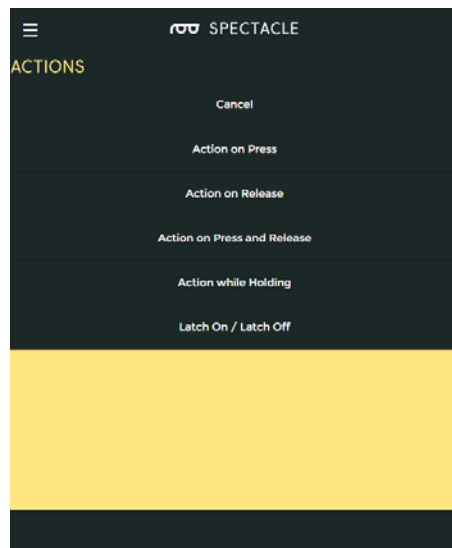 SPECTACLE
ACTIONS
Cancel
Action on Press
Action on Release
Action on Press and Release
Action while Holding
Latch On / Latch Off